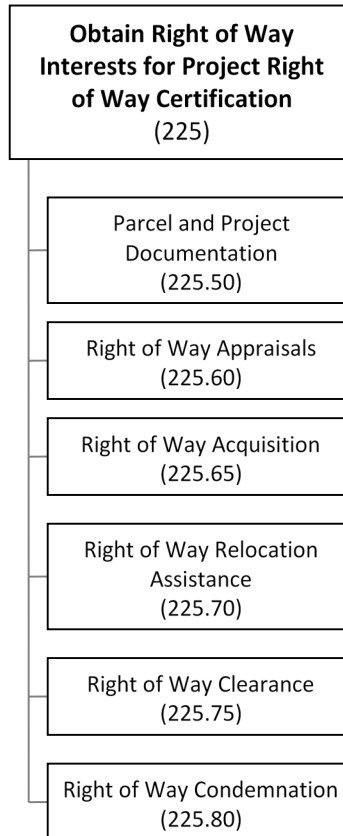 Obtain Right of Way
Interests for Project Right
of Way Certification
(225)
Parcel and Project
Documentation
(225.50)
Right of Way Appraisals
(225.60)
Right of Way Acquisition
(225.65)
Right of Way Relocation
Assistance
(225.70)
Right of Way Clearance
(225.75)
Right of Way Condemnation
(225.80)